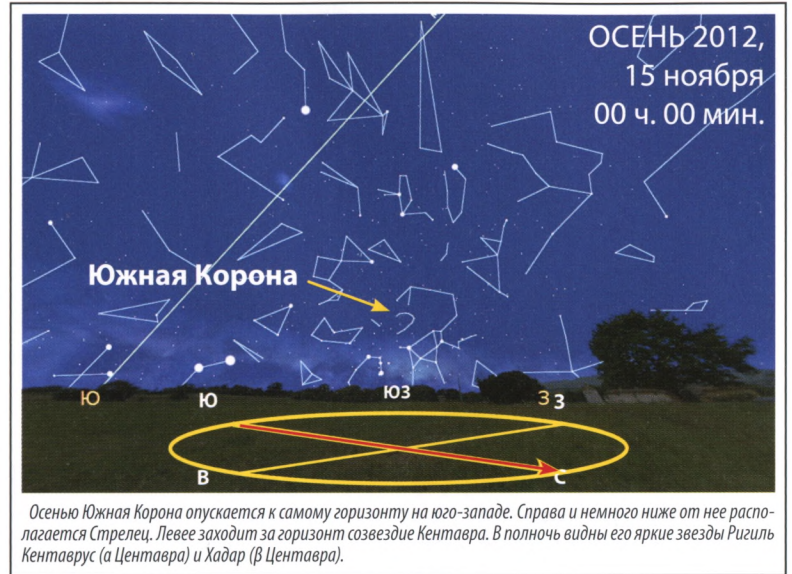 ОСЕНЬ 2012,
15 ноября
00 ч. 00 мин.
Южная Корона
Ю Ю ЮЗ З З
В С
Осенью Южная Корона опускается к самому горизонту на юго-западе. Справа и немного ниже от нее распо-
лагается Стрелец. Левее заходит за горизонт созвездие Кентавра. В полночь видны его яркие звезды Ригиль
Кентаврус (α Центавра) и Хадар (β Центавра).